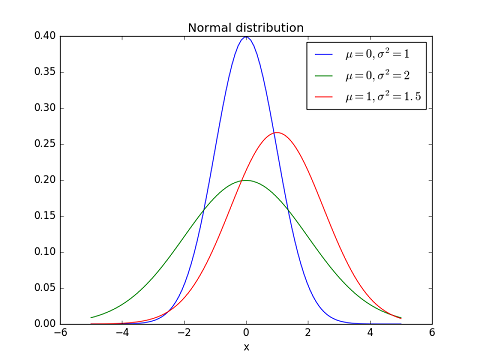 Normal distribution
μ = 0, σ² = 1
μ = 0, σ² = 2
μ = 1, σ² = 1.5
0.40
0.35
0.30
0.25
0.20
0.15
0.10
0.05
0.00
−6 −4 −2 0 2 4 6
x